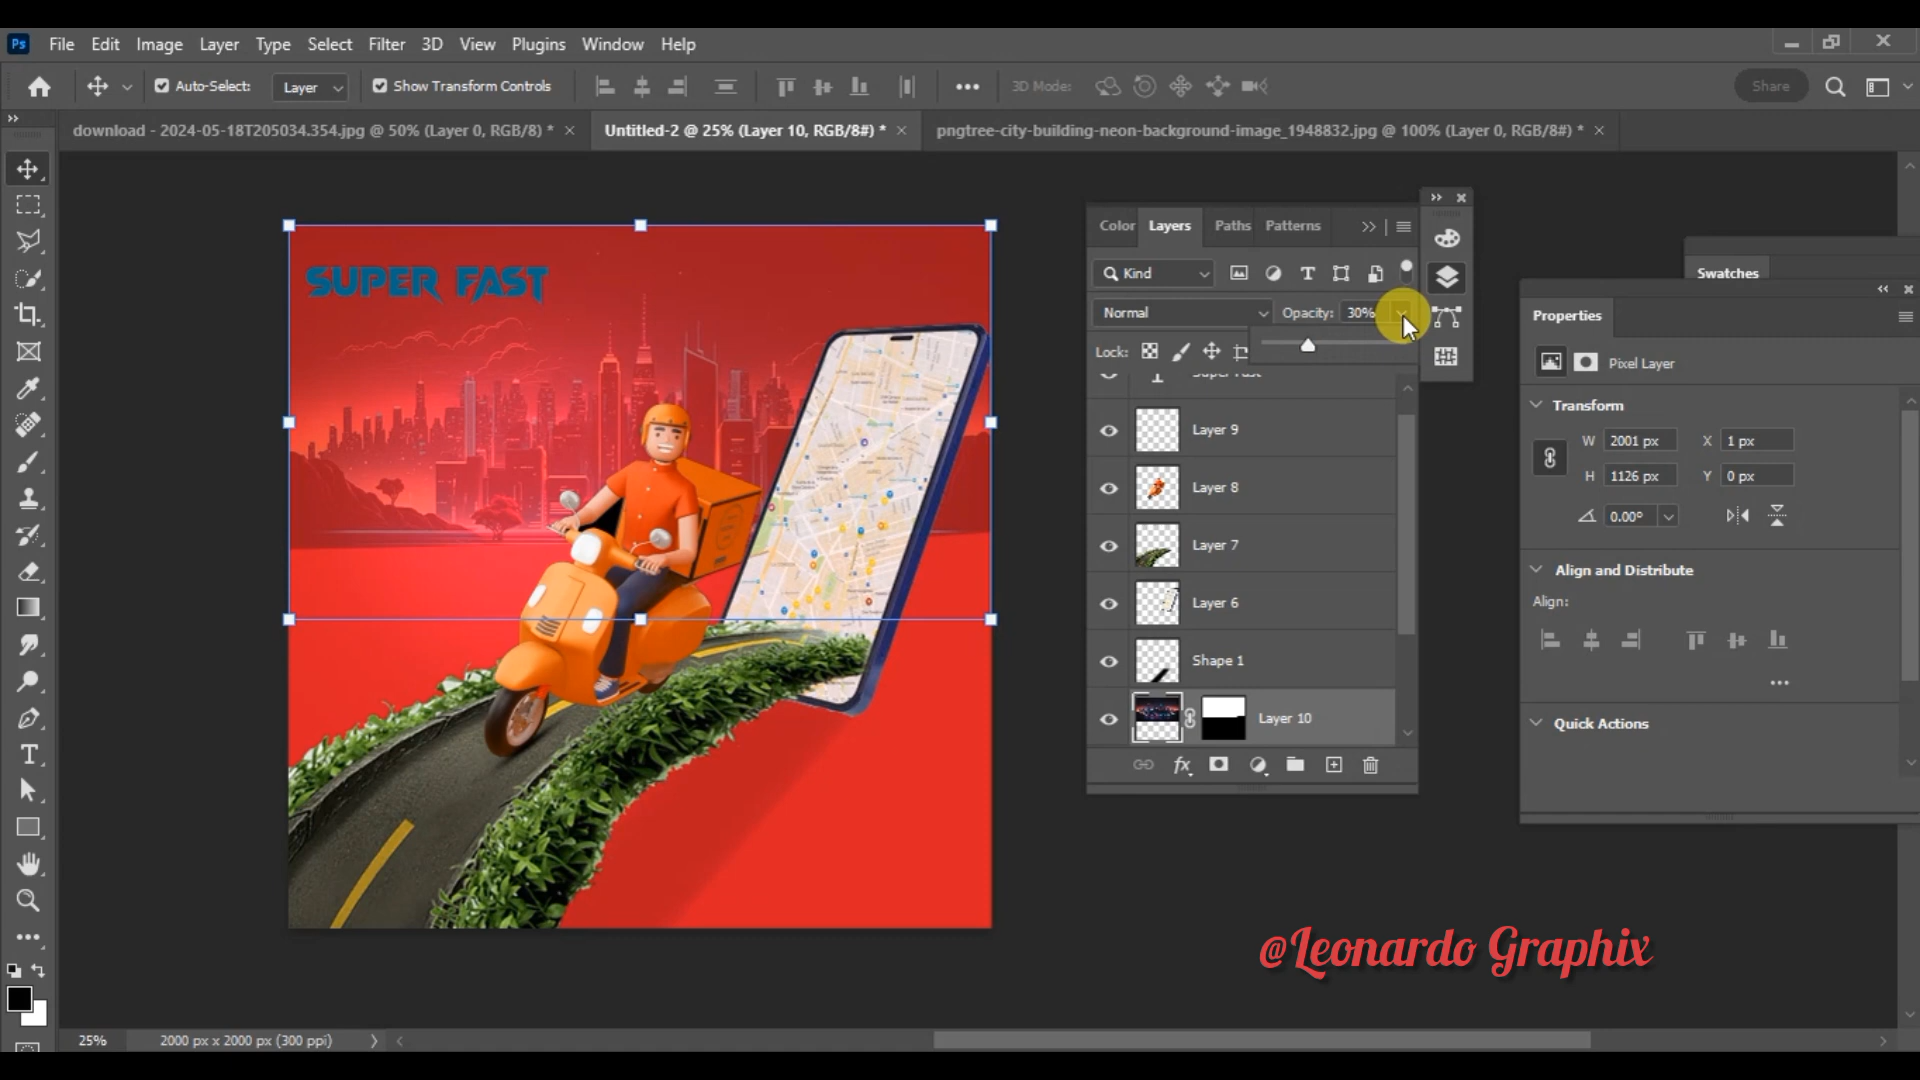 Ps File Edit Image Layer Type Select Filter 3D View Plugins Window Help
Auto-Select: Layer Show Transform Controls 3D Mode: Share
download - 2024-05-18T205034.354.jpg @ 50% (Layer 0, RGB/8) * Untitled-2 @ 25% (Layer 10, RGB/8#) * pngtree-city-building-neon-background-image_1948832.jpg @ 100% (Layer 0, RGB/8#) *
SUPER FAST
Color Layers Paths Patterns
Kind
Normal Opacity: 30%
Lock:
Super Fast
Layer 9
Layer 8
Layer 7
Layer 6
Shape 1
Layer 10
fx
Swatches
Properties
Pixel Layer
Transform
W 2001 px X 1 px
H 1126 px Y 0 px
0.00°
Align and Distribute
Align:
Quick Actions
@Leonardo Graphix
25% 2000 px x 2000 px (300 ppi)